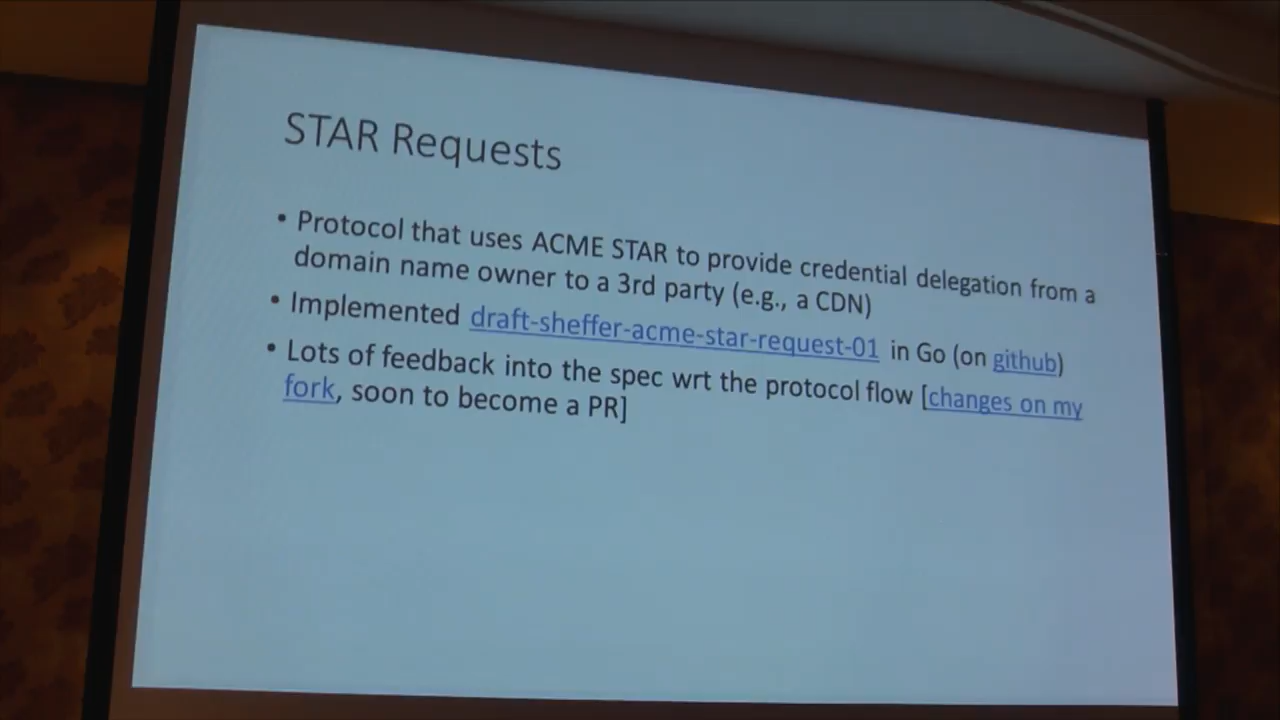 STAR Requests
• Protocol that uses ACME STAR to provide credential delegation from a
domain name owner to a 3rd party (e.g., a CDN)
• Implemented draft-sheffer-acme-star-request-01 in Go (on github)
• Lots of feedback into the spec wrt the protocol flow [changes on my
fork, soon to become a PR]